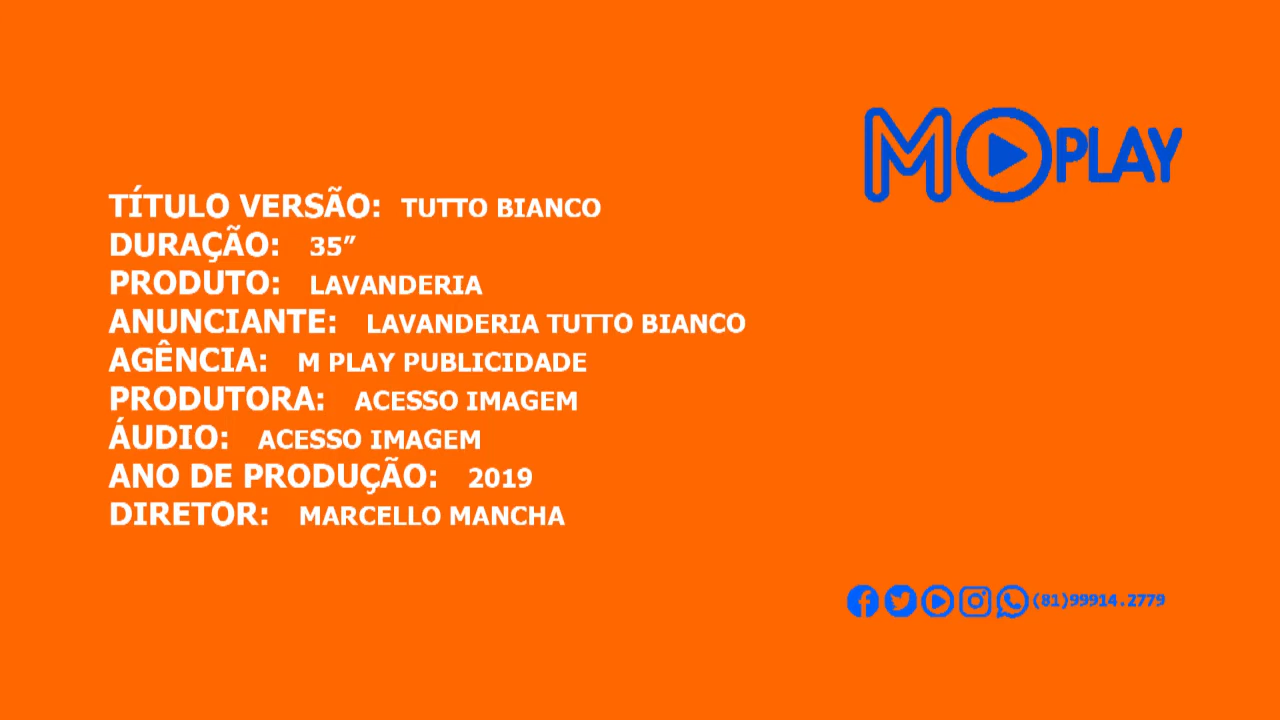 M PLAY
TÍTULO VERSÃO: TUTTO BIANCO
DURAÇÃO: 35”
PRODUTO: LAVANDERIA
ANUNCIANTE: LAVANDERIA TUTTO BIANCO
AGÊNCIA: M PLAY PUBLICIDADE
PRODUTORA: ACESSO IMAGEM
ÁUDIO: ACESSO IMAGEM
ANO DE PRODUÇÃO: 2019
DIRETOR: MARCELLO MANCHA
(81)99914.2779